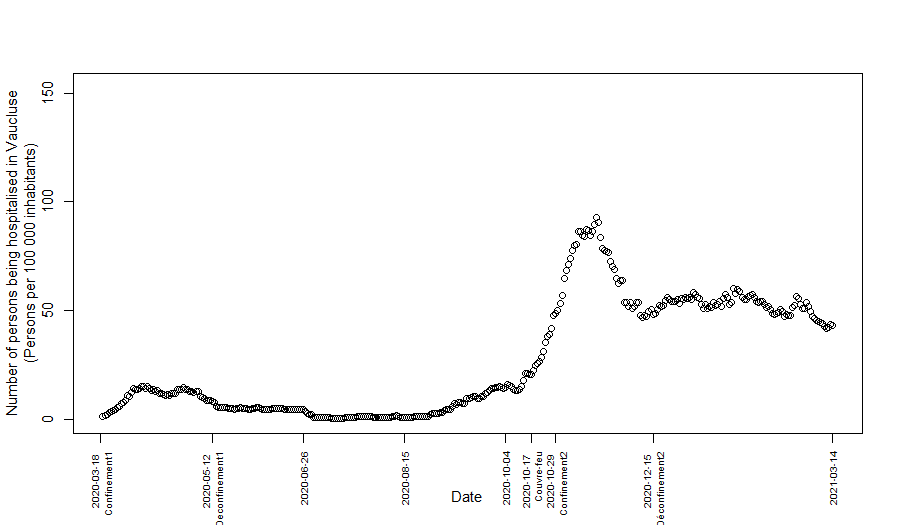 Number of persons being hospitalised in Vaucluse
(Persons per 100 000 inhabitants)
150
100
50
0
2020-03-18
Confinement1
2020-05-12
Deconfinement1
2020-06-26
2020-08-15
2020-10-04
2020-10-17
Couvre-feu
2020-10-29
Confinement2
2020-12-15
Déconfinement2
2021-03-14
Date